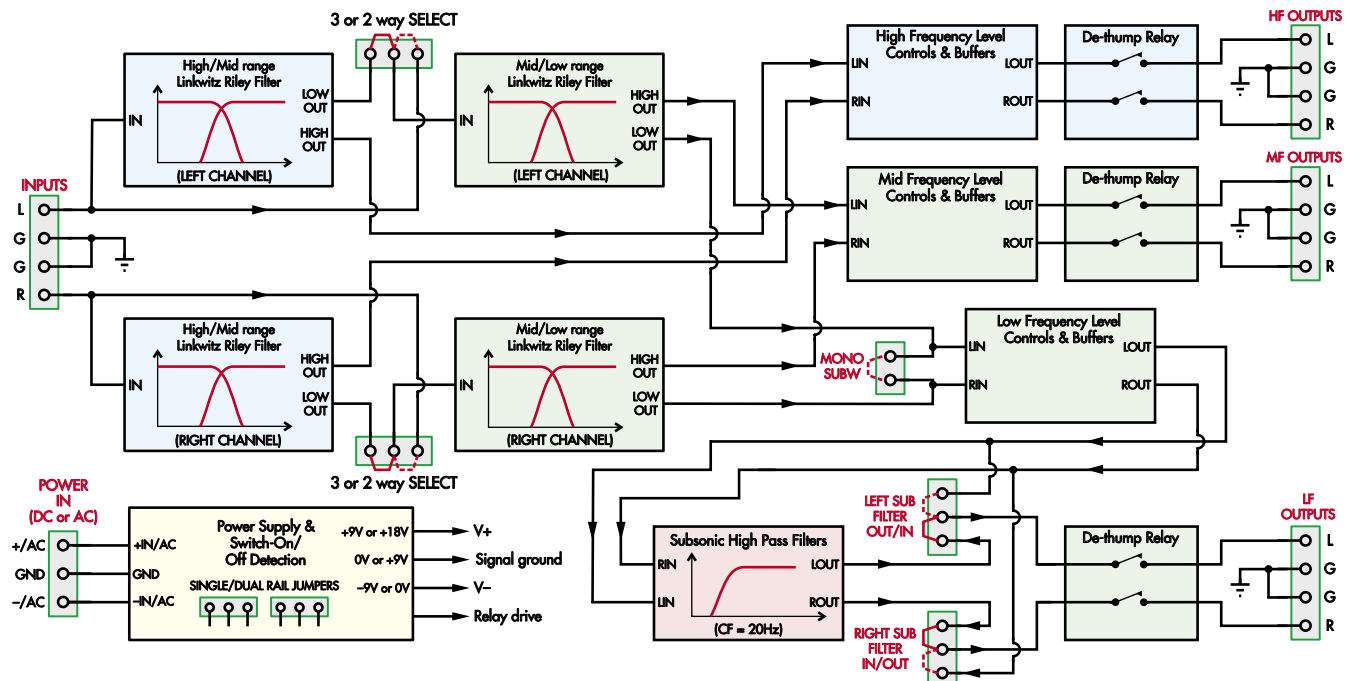 3 or 2 way SELECT
High/Mid range
Linkwitz Riley Filter
IN
LOW
OUT
HIGH
OUT
(LEFT CHANNEL)
Mid/Low range
Linkwitz Riley Filter
IN
HIGH
OUT
LOW
OUT
(LEFT CHANNEL)
High Frequency Level
Controls & Buffers
LIN
RIN
LOUT
ROUT
De-thump Relay
HF OUTPUTS
L
G
G
R
INPUTS
L
G
G
R
Mid Frequency Level
Controls & Buffers
LIN
RIN
LOUT
ROUT
De-thump Relay
MF OUTPUTS
L
G
G
R
High/Mid range
Linkwitz Riley Filter
IN
HIGH
OUT
LOW
OUT
(RIGHT CHANNEL)
3 or 2 way SELECT
Mid/Low range
Linkwitz Riley Filter
IN
HIGH
OUT
LOW
OUT
(RIGHT CHANNEL)
MONO
SUBW
Low Frequency Level
Controls & Buffers
LIN
RIN
LOUT
ROUT
POWER
IN
(DC or AC)
+/AC
GND
–/AC
Power Supply &
Switch-On/
Off Detection
+IN/AC
GND
–IN/AC
SINGLE/DUAL RAIL JUMPERS
+9V or +18V
0V or +9V
–9V or 0V
V+
Signal ground
V–
Relay drive
Subsonic High Pass Filters
RIN
LIN
LOUT
ROUT
(CF = 20Hz)
LEFT SUB
FILTER
OUT/IN
RIGHT SUB
FILTER
IN/OUT
De-thump Relay
LF
OUTPUTS
L
G
G
R